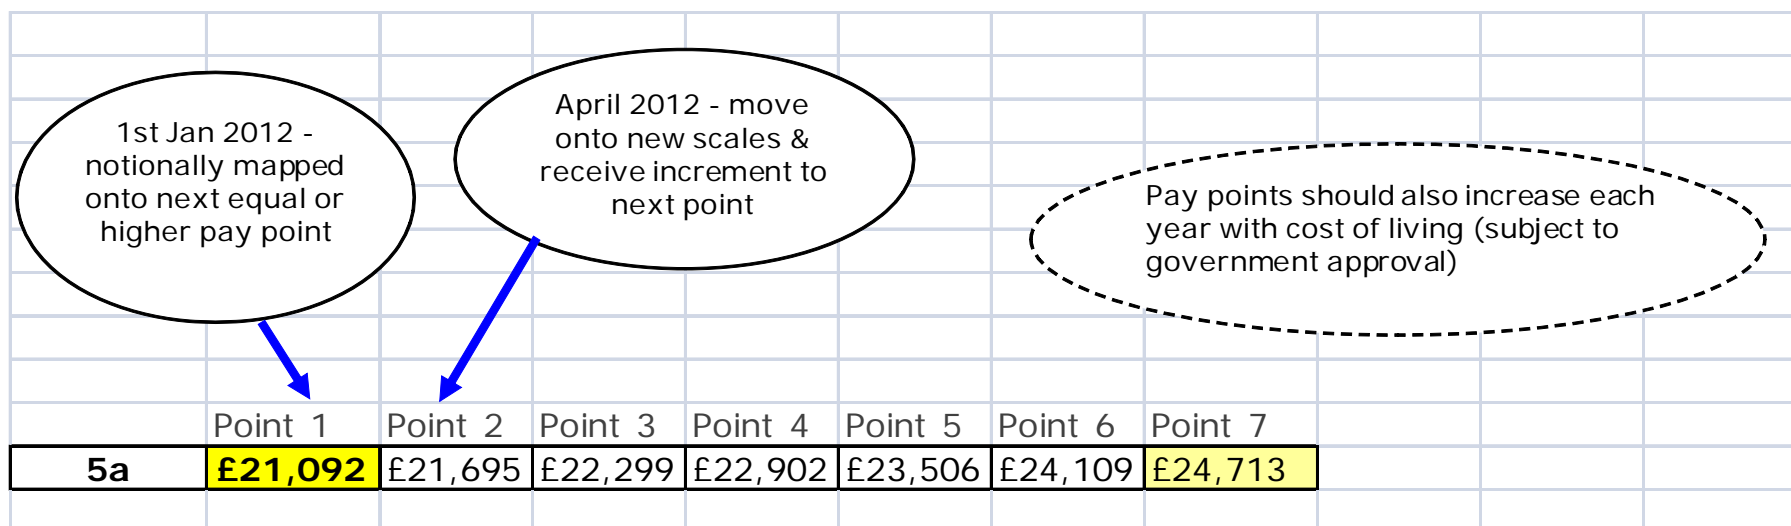 1st Jan 2012 -
notionally mapped
onto next equal or
higher pay point
April 2012 - move
onto new scales &
receive increment to
next point
Pay points should also increase each
year with cost of living (subject to
government approval)
Point 1 Point 2 Point 3 Point 4 Point 5 Point 6 Point 7
5a £21,092 £21,695 £22,299 £22,902 £23,506 £24,109 £24,713